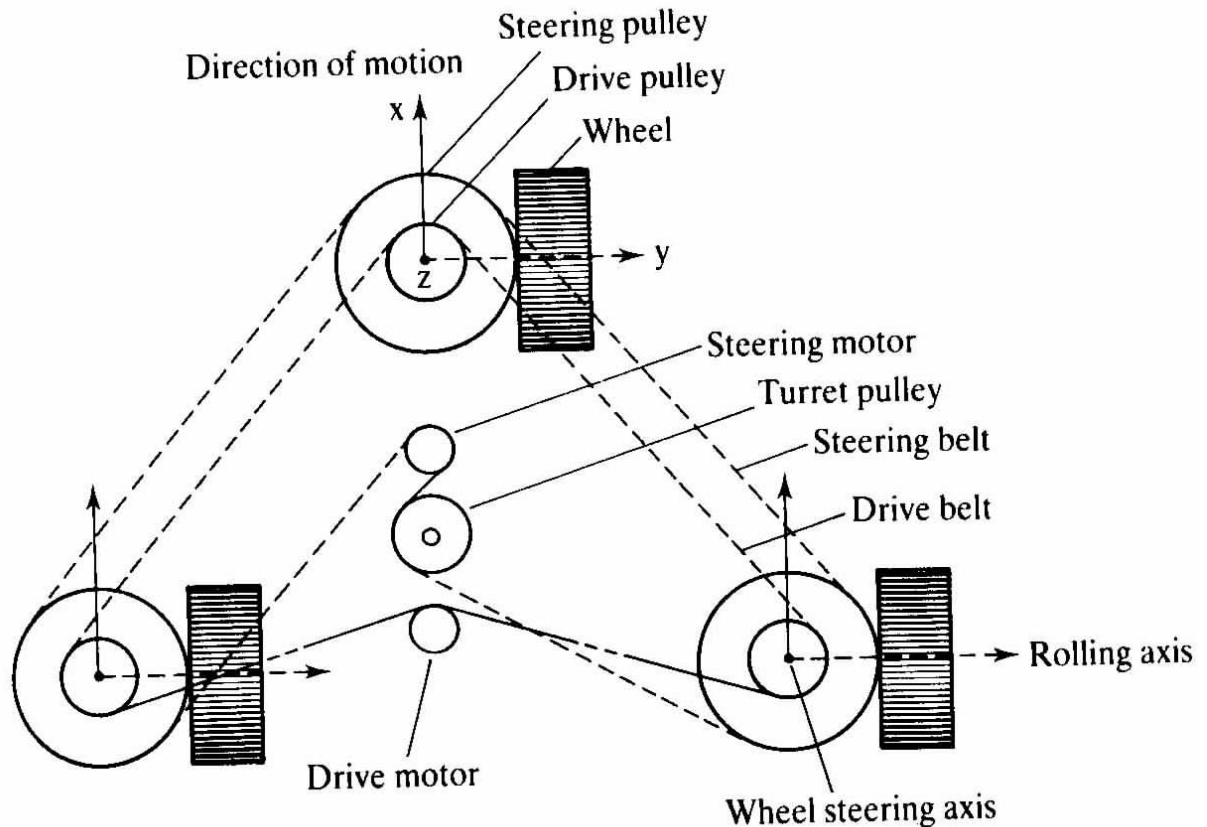 Steering pulley
Direction of motion
Drive pulley
x
Wheel
y
z
Steering motor
Turret pulley
Steering belt
Drive belt
Rolling axis
Drive motor
Wheel steering axis